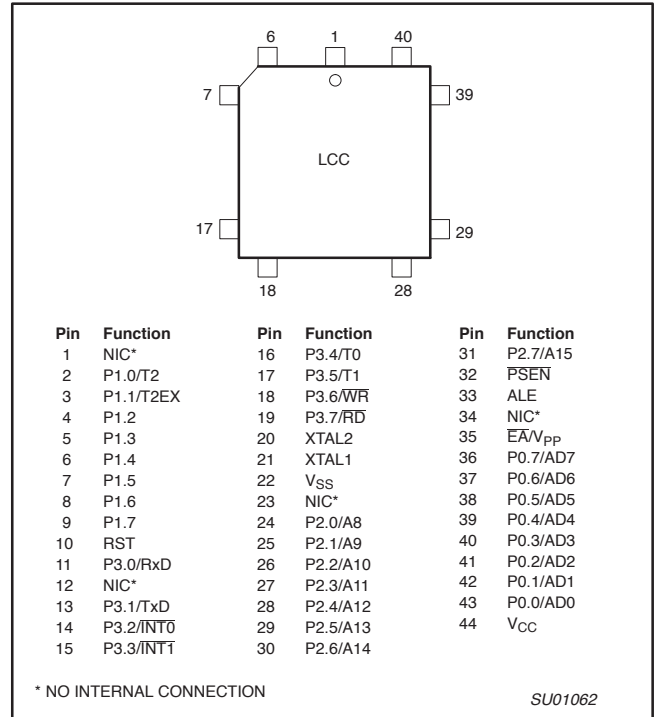 6 1 40
7 39
LCC
17 29
18 28
Pin Function Pin Function Pin Function
1 NIC* 16 P3.4/T0 31 P2.7/A15
2 P1.0/T2 17 P3.5/T1 32 P̅S̅E̅N̅
3 P1.1/T2EX 18 P3.6/W̅R̅ 33 ALE
4 P1.2 19 P3.7/R̅D̅ 34 NIC*
5 P1.3 20 XTAL2 35 E̅A̅/VPP
6 P1.4 21 XTAL1 36 P0.7/AD7
7 P1.5 22 VSS 37 P0.6/AD6
8 P1.6 23 NIC* 38 P0.5/AD5
9 P1.7 24 P2.0/A8 39 P0.4/AD4
10 RST 25 P2.1/A9 40 P0.3/AD3
11 P3.0/RxD 26 P2.2/A10 41 P0.2/AD2
12 NIC* 27 P2.3/A11 42 P0.1/AD1
13 P3.1/TxD 28 P2.4/A12 43 P0.0/AD0
14 P3.2/I̅N̅T̅0̅ 29 P2.5/A13 44 VCC
15 P3.3/I̅N̅T̅1̅ 30 P2.6/A14
* NO INTERNAL CONNECTION
SU01062